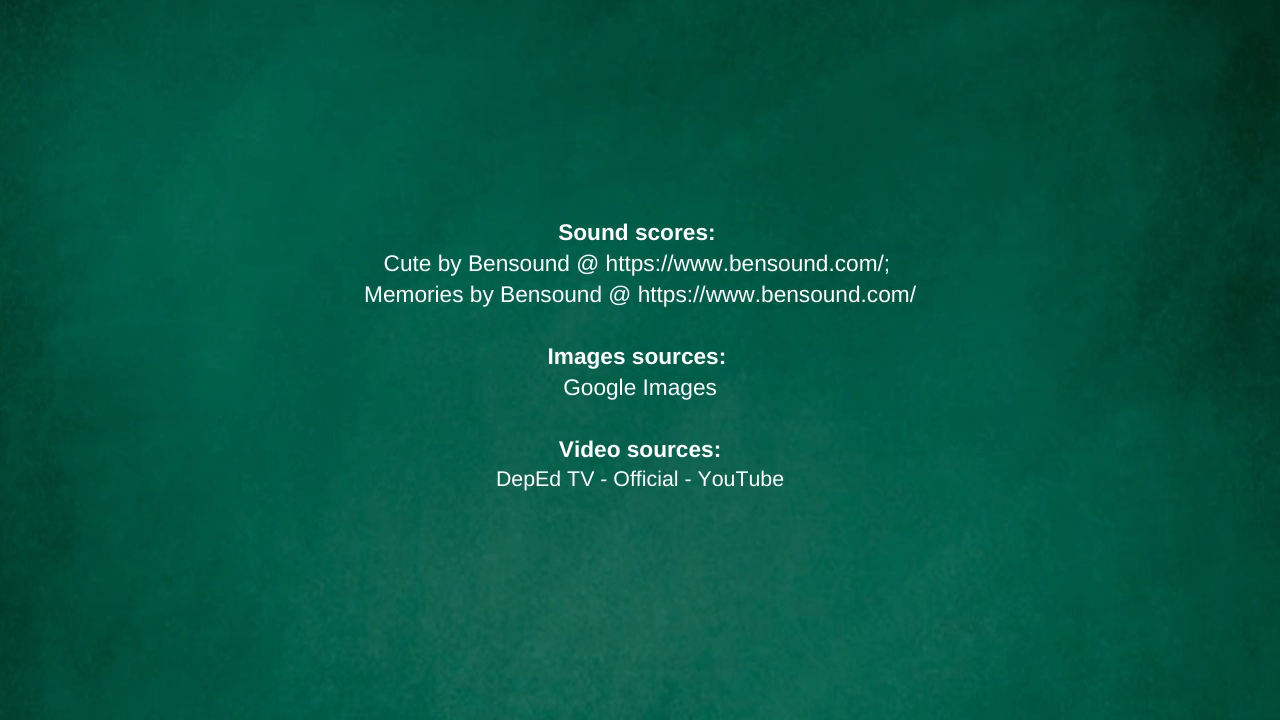 Sound scores:
Cute by Bensound @ https://www.bensound.com/;
Memories by Bensound @ https://www.bensound.com/
Images sources:
Google Images
Video sources:
DepEd TV - Official - YouTube